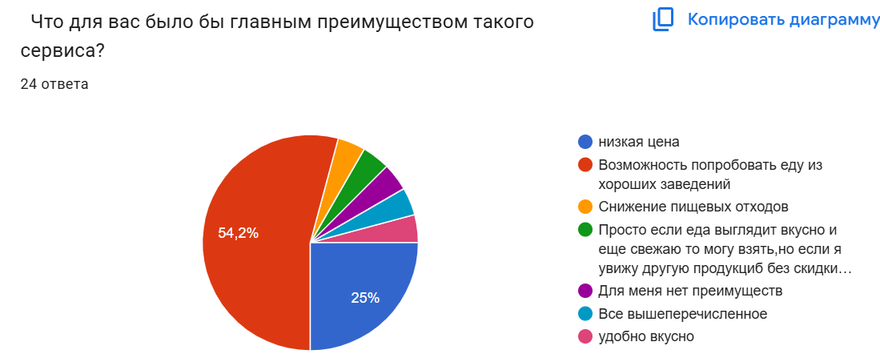 Что для вас было бы главным преимуществом такого
сервиса?
Копировать диаграмму
24 ответа
54,2%
25%
низкая цена
Возможность попробовать еду из
хороших заведений
Снижение пищевых отходов
Просто если еда выглядит вкусно и
еще свежаю то могу взять,но если я
увижу другую продукциб без скидки…
Для меня нет преимуществ
Все вышеперечисленное
удобно вкусно